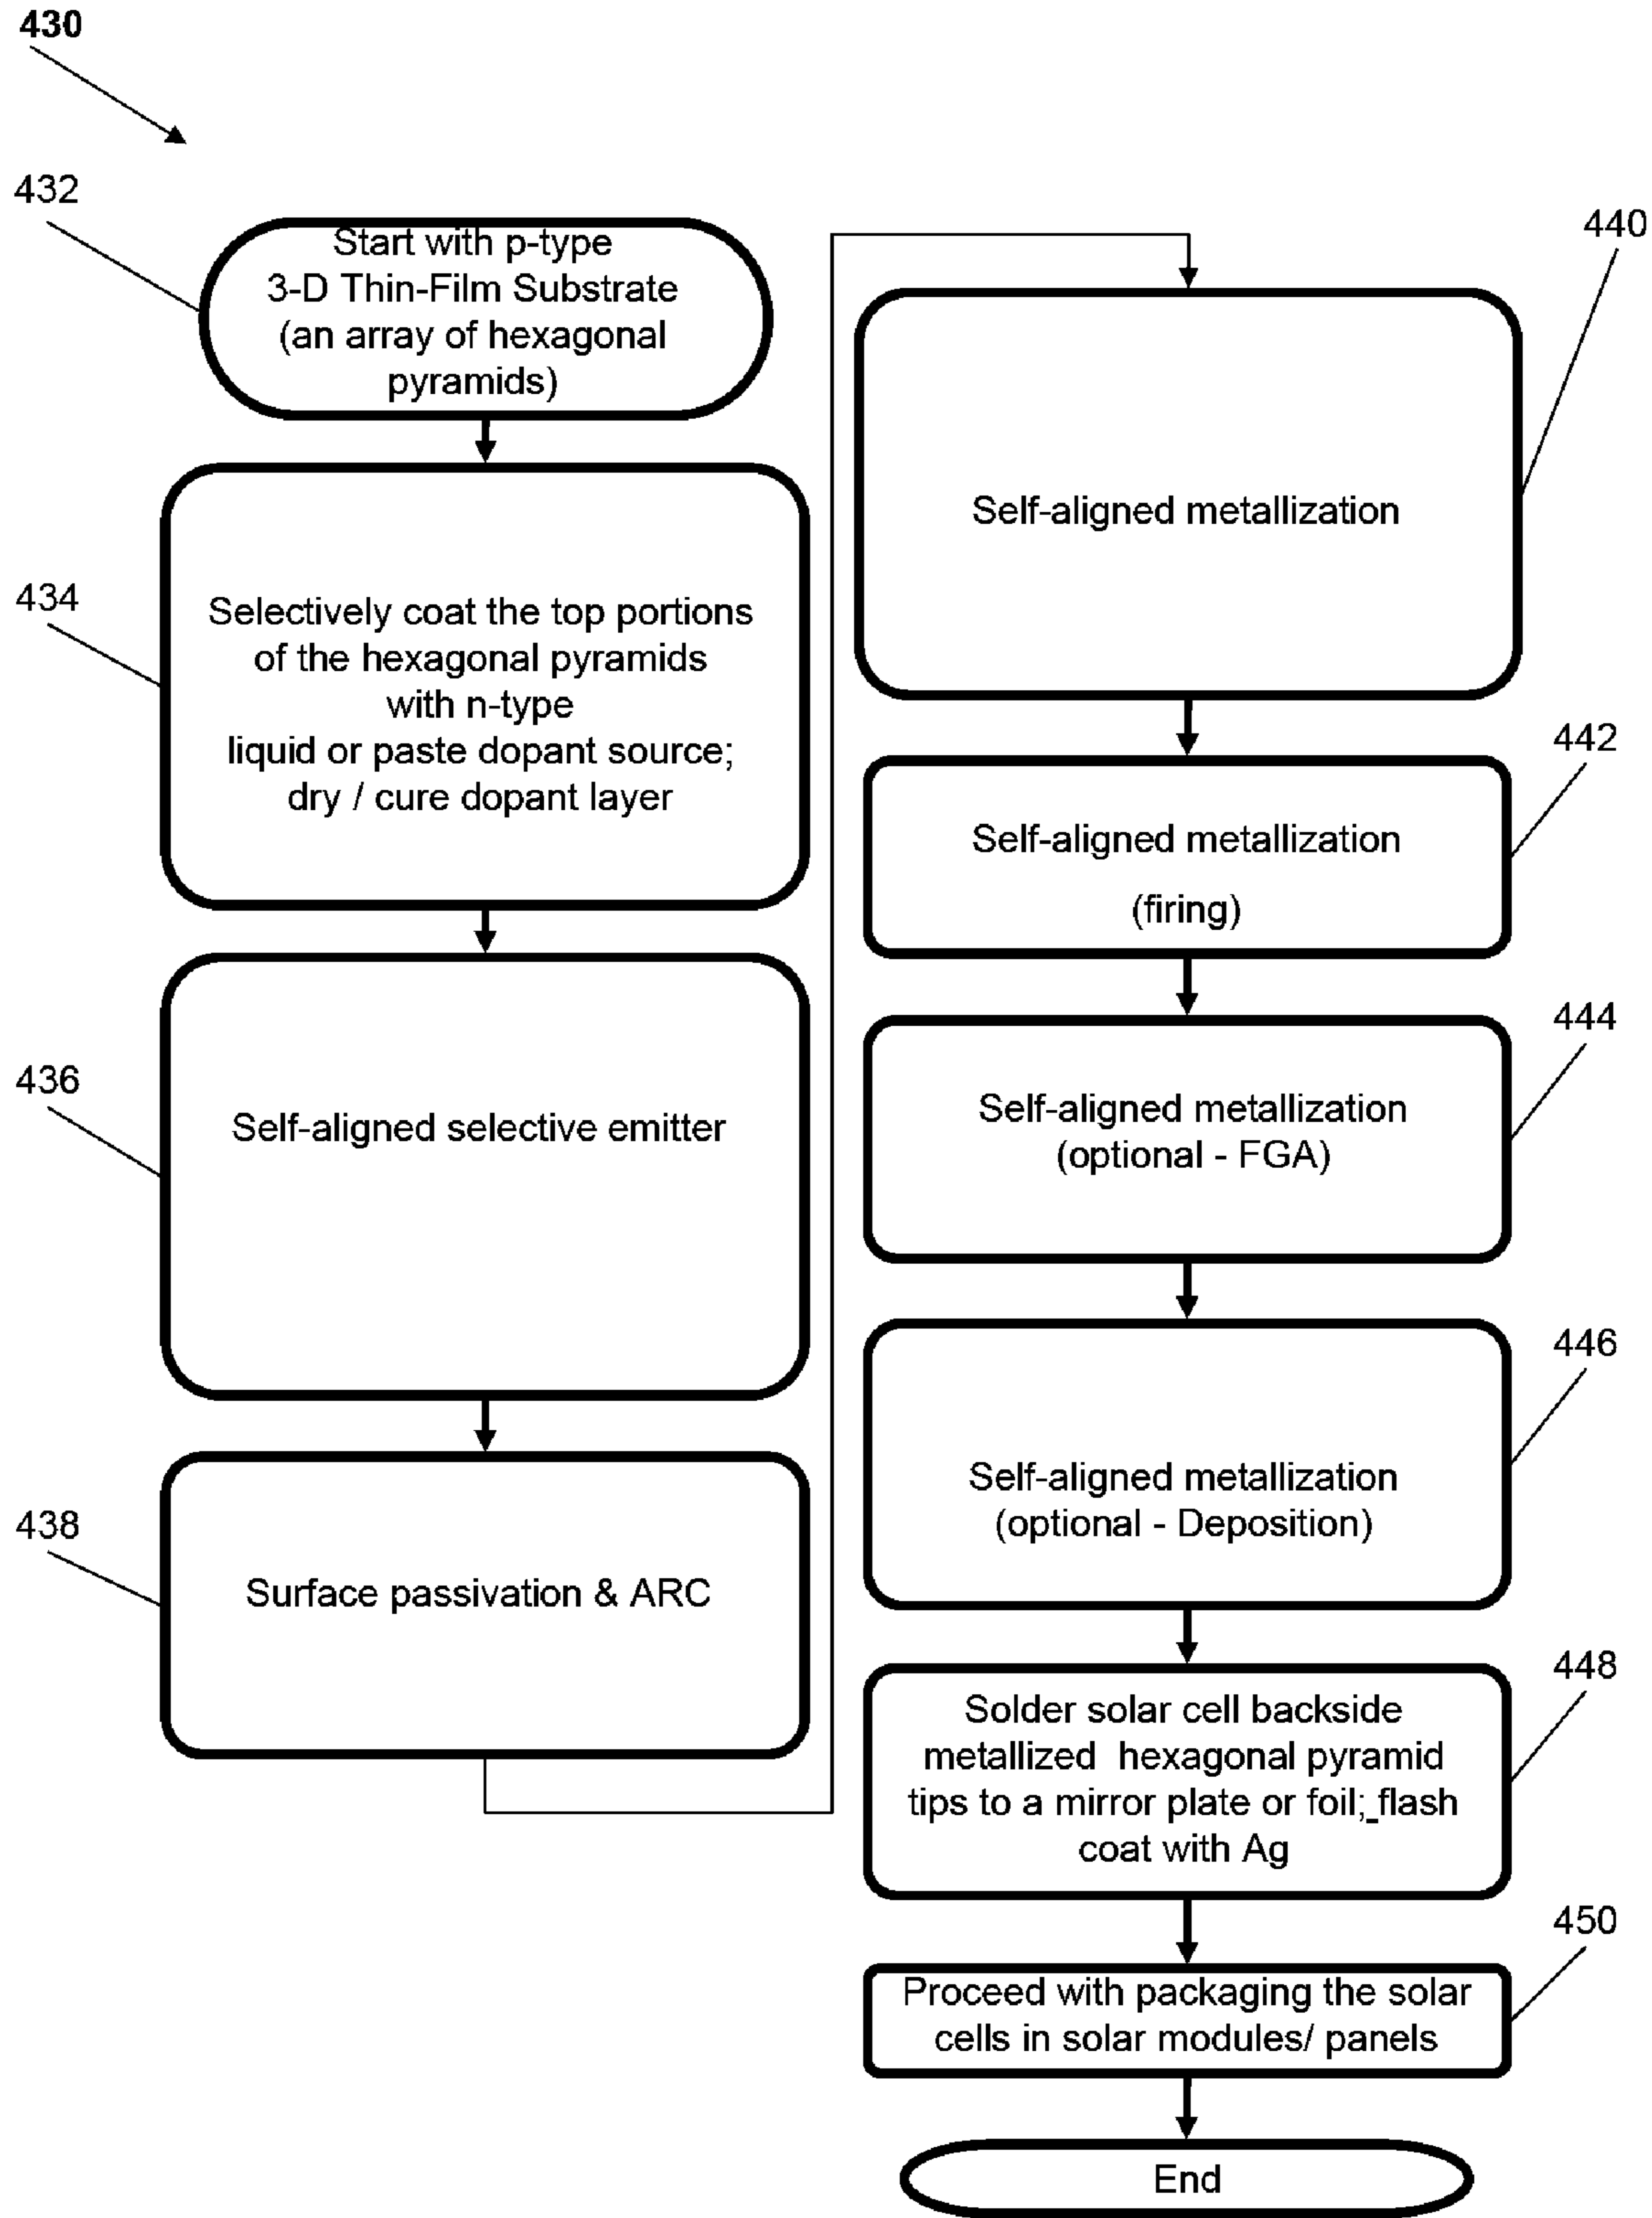 430
432
Start with p-type
3-D Thin-Film Substrate
(an array of hexagonal
pyramids)
434
Selectively coat the top portions
of the hexagonal pyramids
with n-type
liquid or paste dopant source;
dry / cure dopant layer
436
Self-aligned selective emitter
438
Surface passivation & ARC
440
Self-aligned metallization
442
Self-aligned metallization
(firing)
444
Self-aligned metallization
(optional - FGA)
446
Self-aligned metallization
(optional - Deposition)
448
Solder solar cell backside
metallized hexagonal pyramid
tips to a mirror plate or foil; flash
coat with Ag
450
Proceed with packaging the solar
cells in solar modules/ panels
End